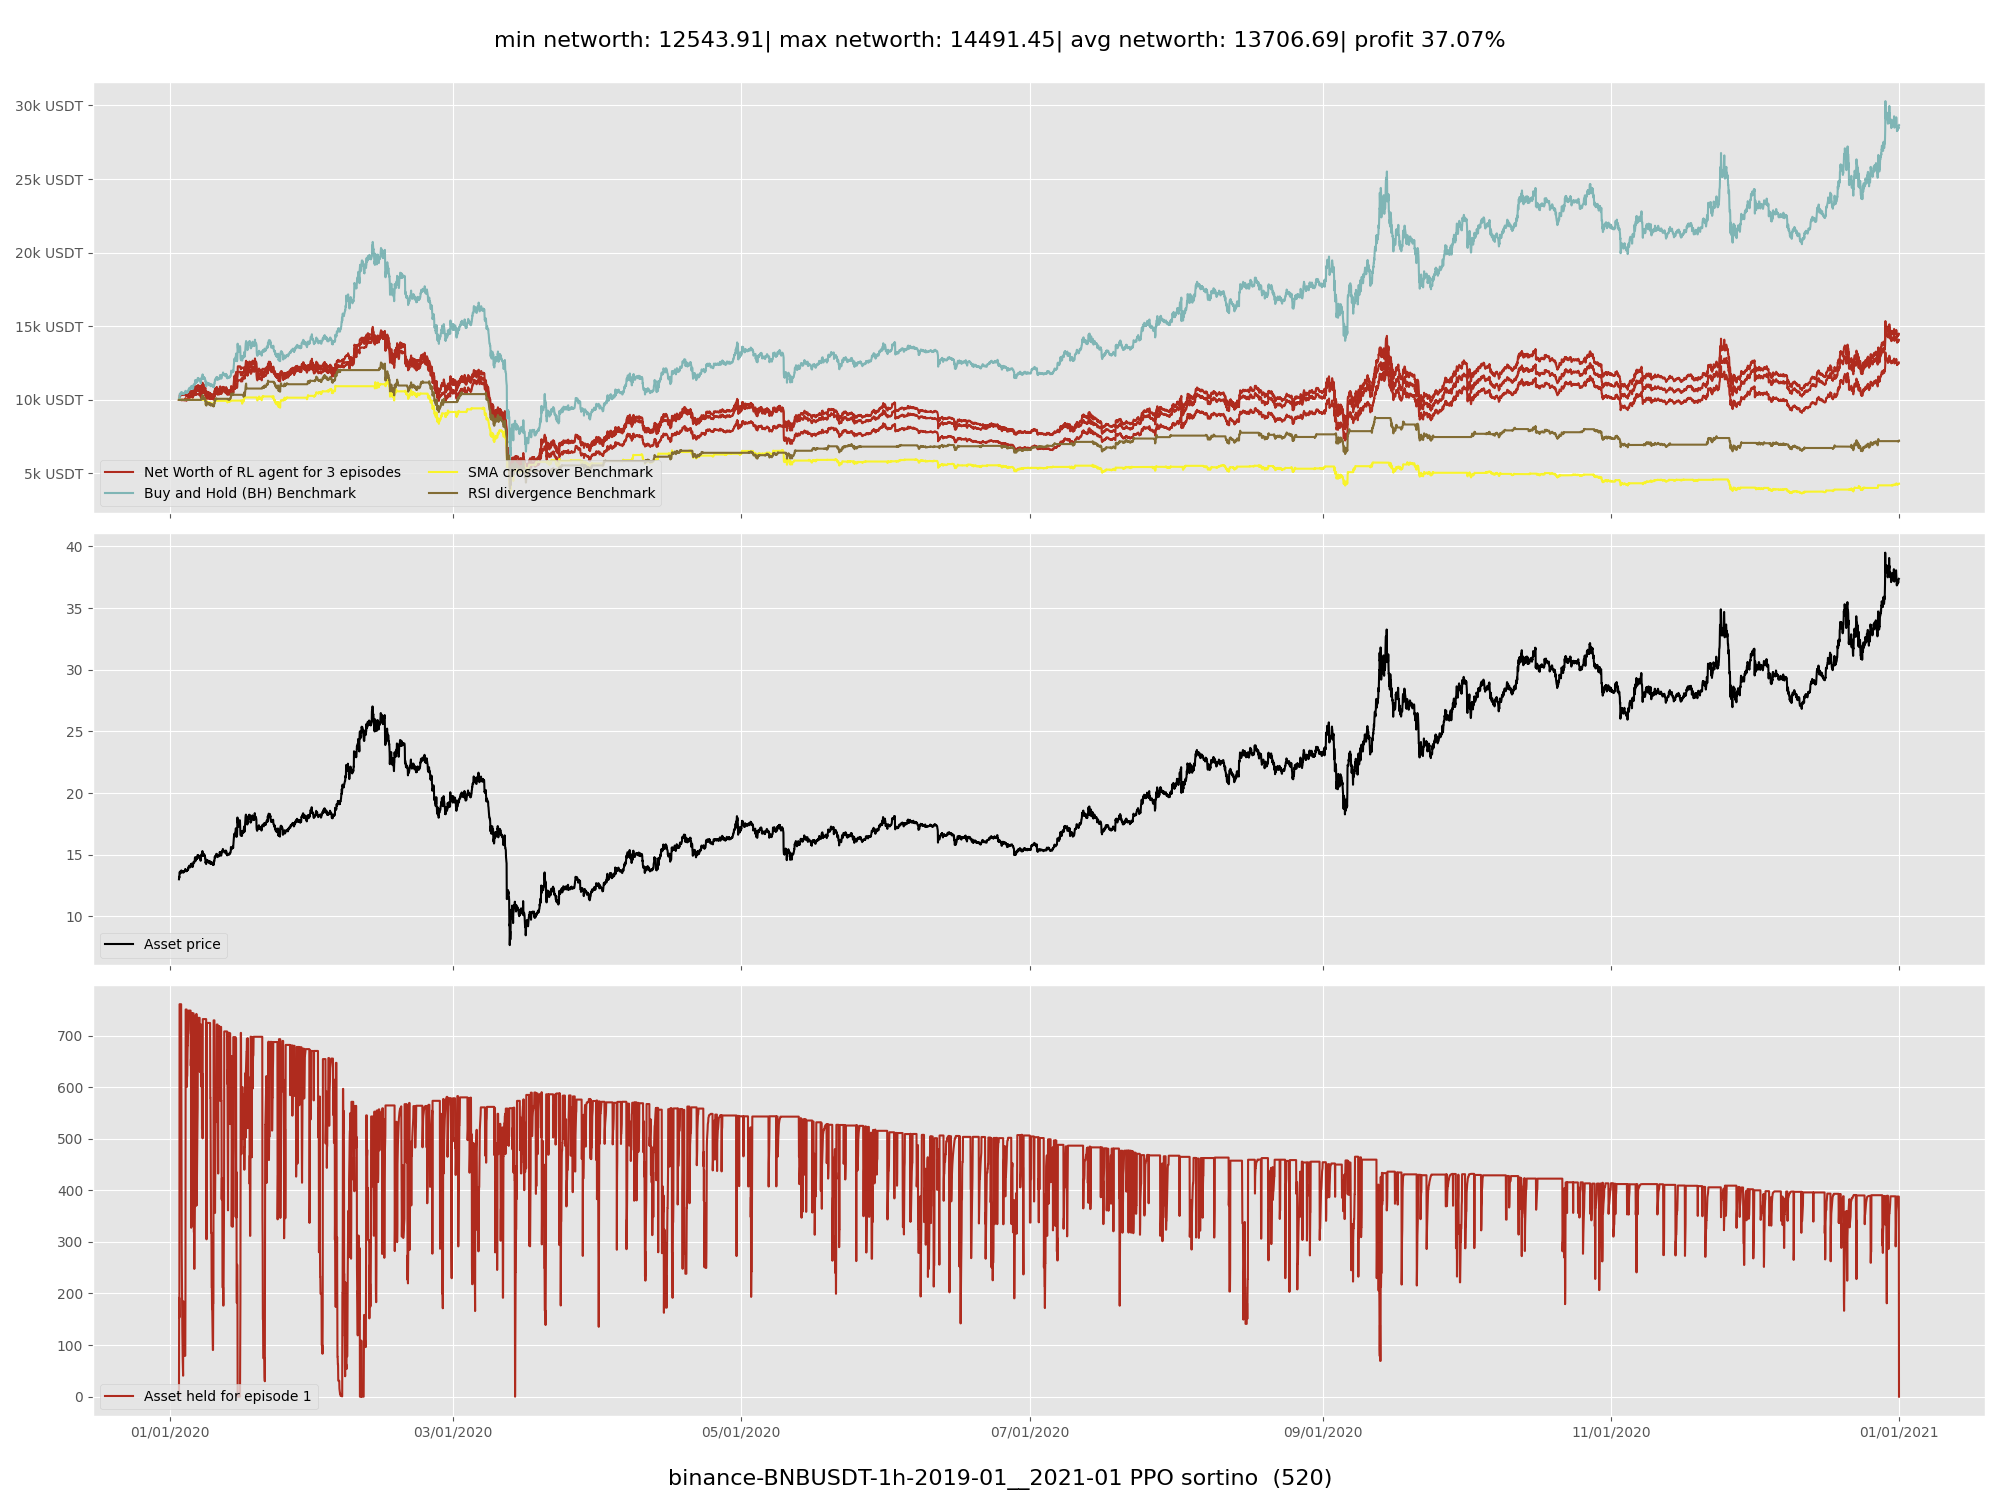 min networth: 12543.91| max networth: 14491.45| avg networth: 13706.69| profit 37.07%
30k USDT
25k USDT
20k USDT
15k USDT
10k USDT
5k USDT
Net Worth of RL agent for 3 episodes
Buy and Hold (BH) Benchmark
SMA crossover Benchmark
RSI divergence Benchmark
40
35
30
25
20
15
10
Asset price
700
600
500
400
300
200
100
0
Asset held for episode 1
01/01/2020 03/01/2020 05/01/2020 07/01/2020 09/01/2020 11/01/2020 01/01/2021
binance-BNBUSDT-1h-2019-01__2021-01 PPO sortino  (520)